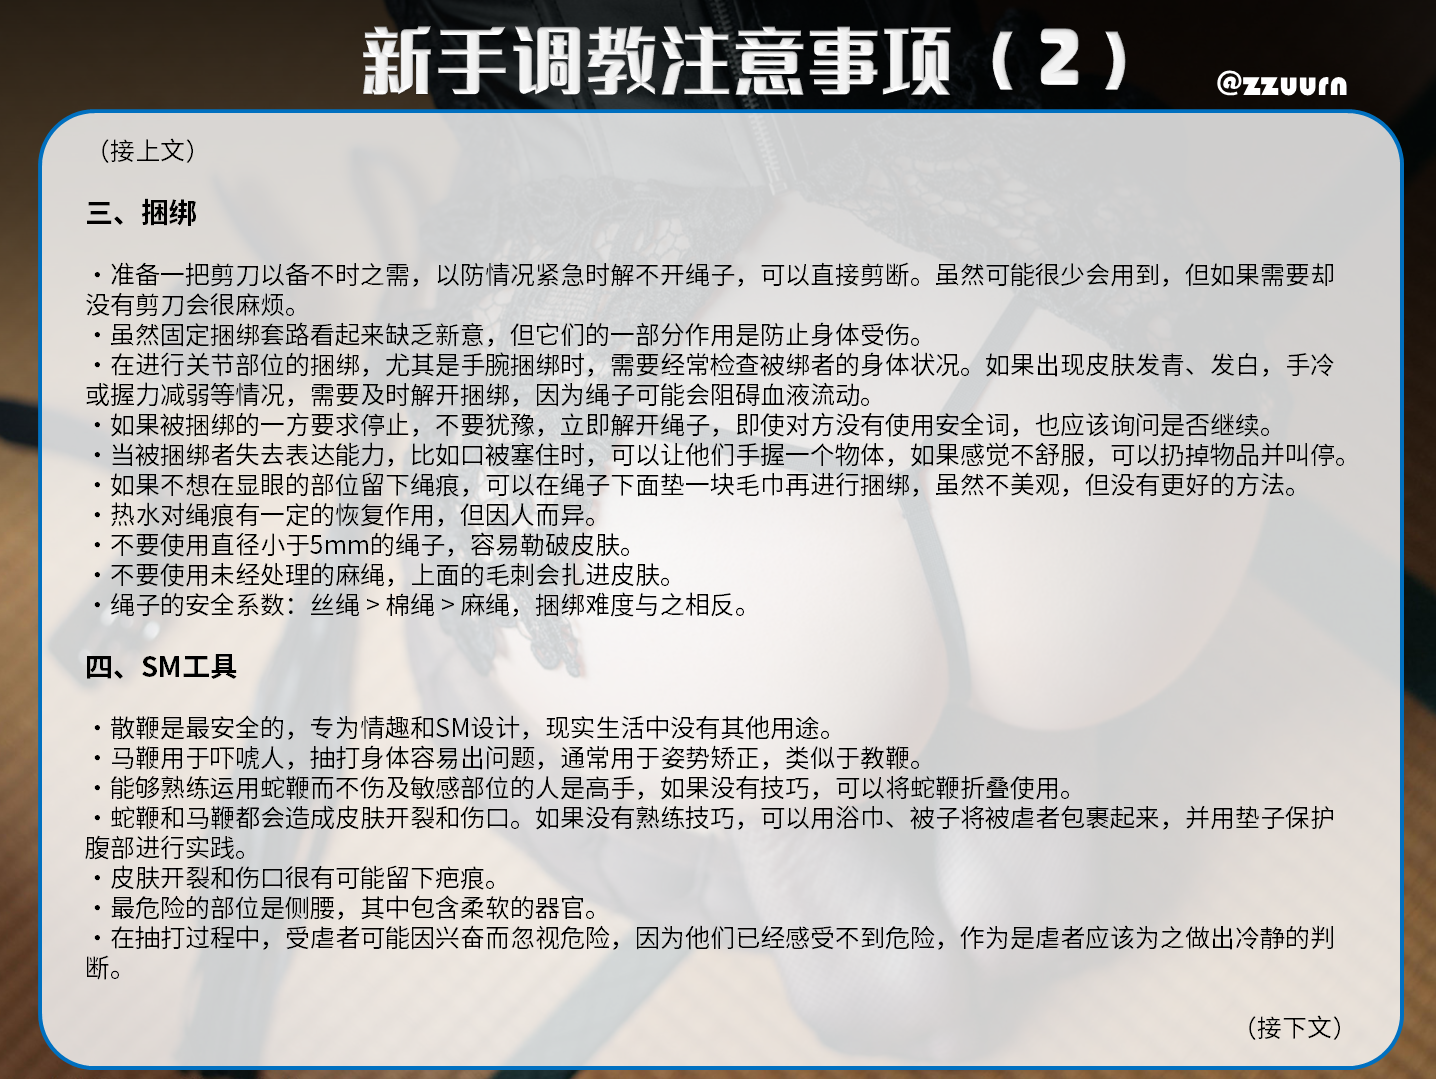 新手调教注意事项（2）
@zzuurn
（接上文）
三、捆绑
・准备一把剪刀以备不时之需，以防情况紧急时解不开绳子，可以直接剪断。虽然可能很少会用到，但如果需要却
没有剪刀会很麻烦。
・虽然固定捆绑套路看起来缺乏新意，但它们的一部分作用是防止身体受伤。
・在进行关节部位的捆绑，尤其是手腕捆绑时，需要经常检查被绑者的身体状况。如果出现皮肤发青、发白，手冷
或握力减弱等情况，需要及时解开捆绑，因为绳子可能会阻碍血液流动。
・如果被捆绑的一方要求停止，不要犹豫，立即解开绳子，即使对方没有使用安全词，也应该询问是否继续。
・当被捆绑者失去表达能力，比如口被塞住时，可以让他们手握一个物体，如果感觉不舒服，可以扔掉物品并叫停。
・如果不想在显眼的部位留下绳痕，可以在绳子下面垫一块毛巾再进行捆绑，虽然不美观，但没有更好的方法。
・热水对绳痕有一定的恢复作用，但因人而异。
・不要使用直径小于5mm的绳子，容易勒破皮肤。
・不要使用未经处理的麻绳，上面的毛刺会扎进皮肤。
・绳子的安全系数：丝绳 > 棉绳 > 麻绳，捆绑难度与之相反。
四、SM工具
・散鞭是最安全的，专为情趣和SM设计，现实生活中没有其他用途。
・马鞭用于吓唬人，抽打身体容易出问题，通常用于姿势矫正，类似于教鞭。
・能够熟练运用蛇鞭而不伤及敏感部位的人是高手，如果没有技巧，可以将蛇鞭折叠使用。
・蛇鞭和马鞭都会造成皮肤开裂和伤口。如果没有熟练技巧，可以用浴巾、被子将被虐者包裹起来，并用垫子保护
腹部进行实践。
・皮肤开裂和伤口很有可能留下疤痕。
・最危险的部位是侧腰，其中包含柔软的器官。
・在抽打过程中，受虐者可能因兴奋而忽视危险，因为他们已经感受不到危险，作为是虐者应该为之做出冷静的判
断。
（接下文）